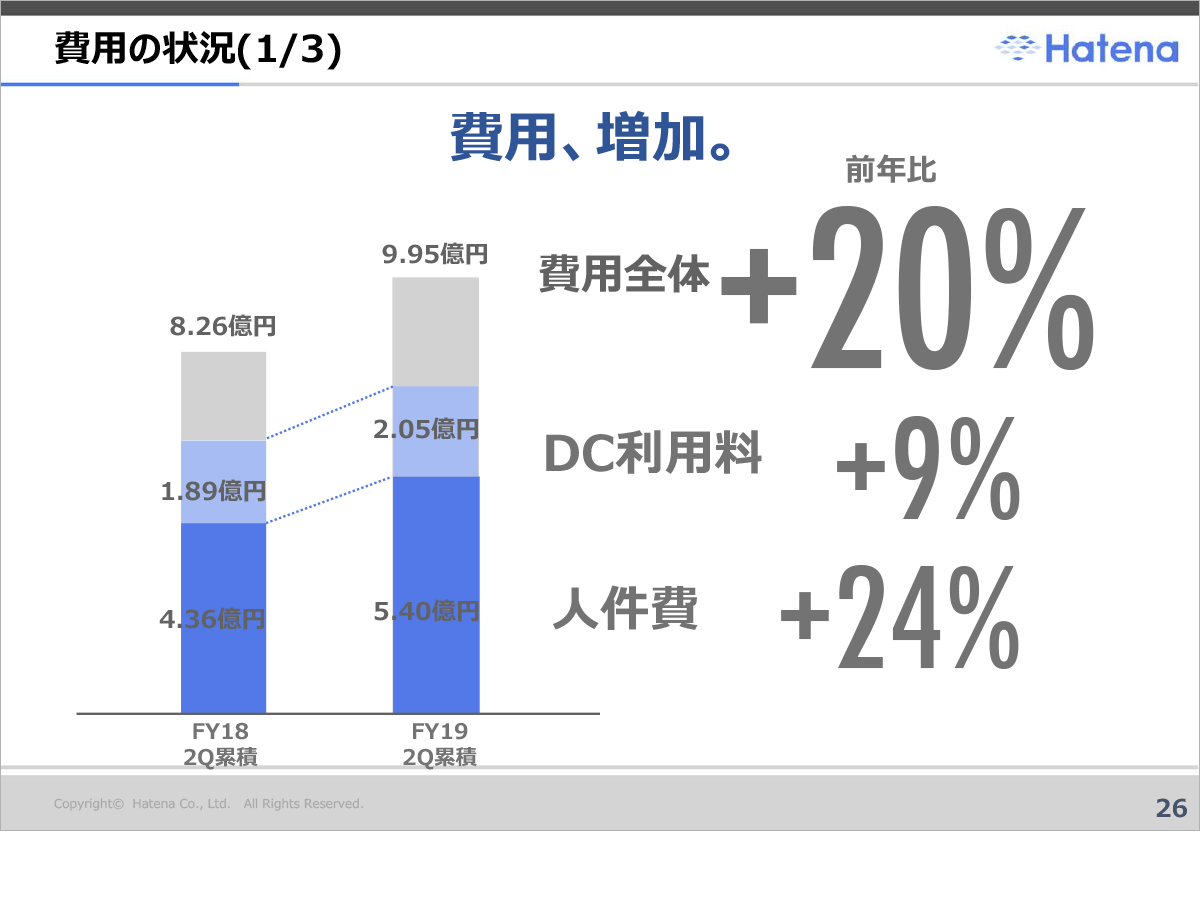 費用の状況(1/3)
Hatena
費用、増加。
前年比
費用全体 +20%
DC利用料 +9%
人件費 +24%
9.95億円
8.26億円
2.05億円
1.89億円
5.40億円
4.36億円
FY18
2Q累積
FY19
2Q累積
Copyright© Hatena Co., Ltd. All Rights Reserved.
26